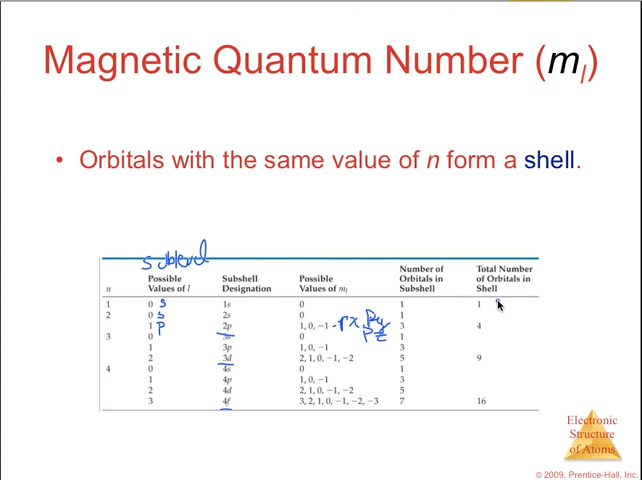 Magnetic Quantum Number (ml)
• Orbitals with the same value of n form a shell.
sublevel
Possible Subshell Possible Number of Total Number
n Values of l Designation Values of ml Orbitals in Subshell of Orbitals in Shell
1 0 s 1s 0 1 1
2 0 s 2s 0 1
1 p 2p 1, 0, -1 px py pz 3 4
3 0 3s 0 1
1 3p 1, 0, -1 3
2 3d 2, 1, 0, -1, -2 5 9
4 0 4s 0 1
1 4p 1, 0, -1 3
2 4d 2, 1, 0, -1, -2 5
3 4f 3, 2, 1, 0, -1, -2, -3 7 16
Electronic
Structure
of Atoms
© 2009, Prentice-Hall, Inc.